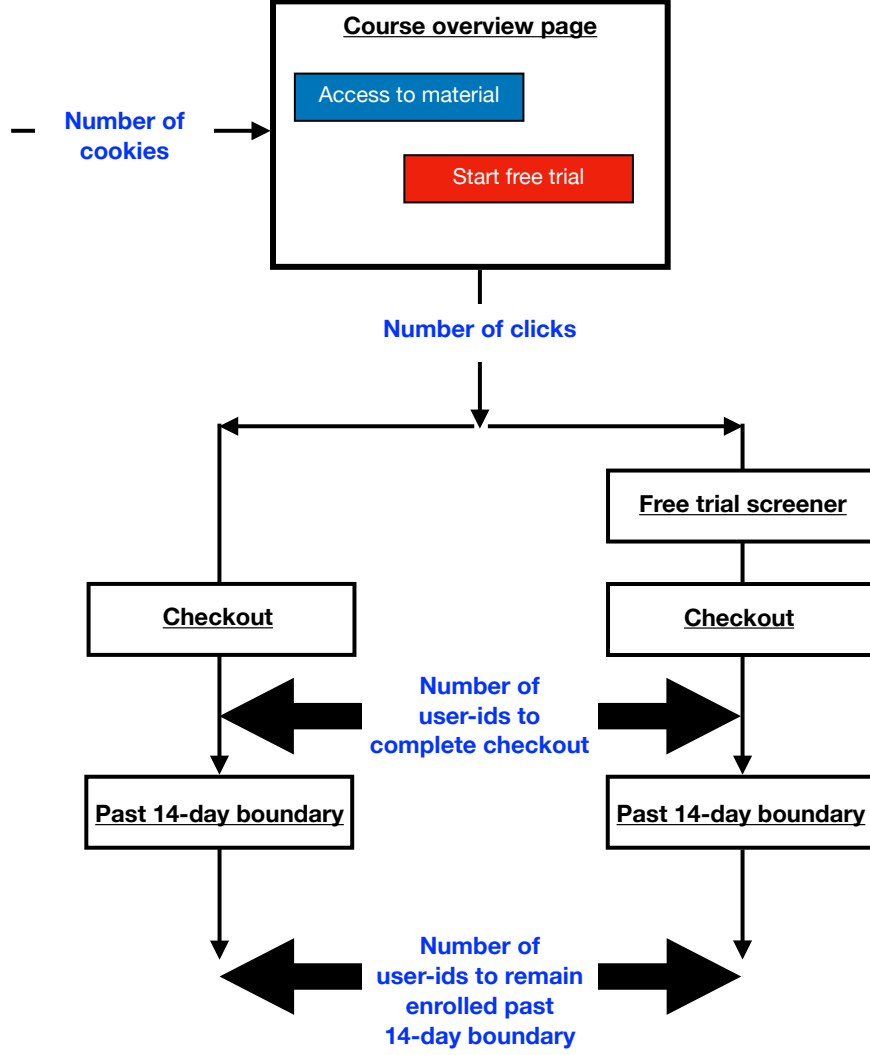 Course overview page
Access to material
Number of
cookies
Start free trial
Number of clicks
Free trial screener
Checkout
Checkout
Number of
user-ids to
complete checkout
Past 14-day boundary
Past 14-day boundary
Number of
user-ids to remain
enrolled past
14-day boundary